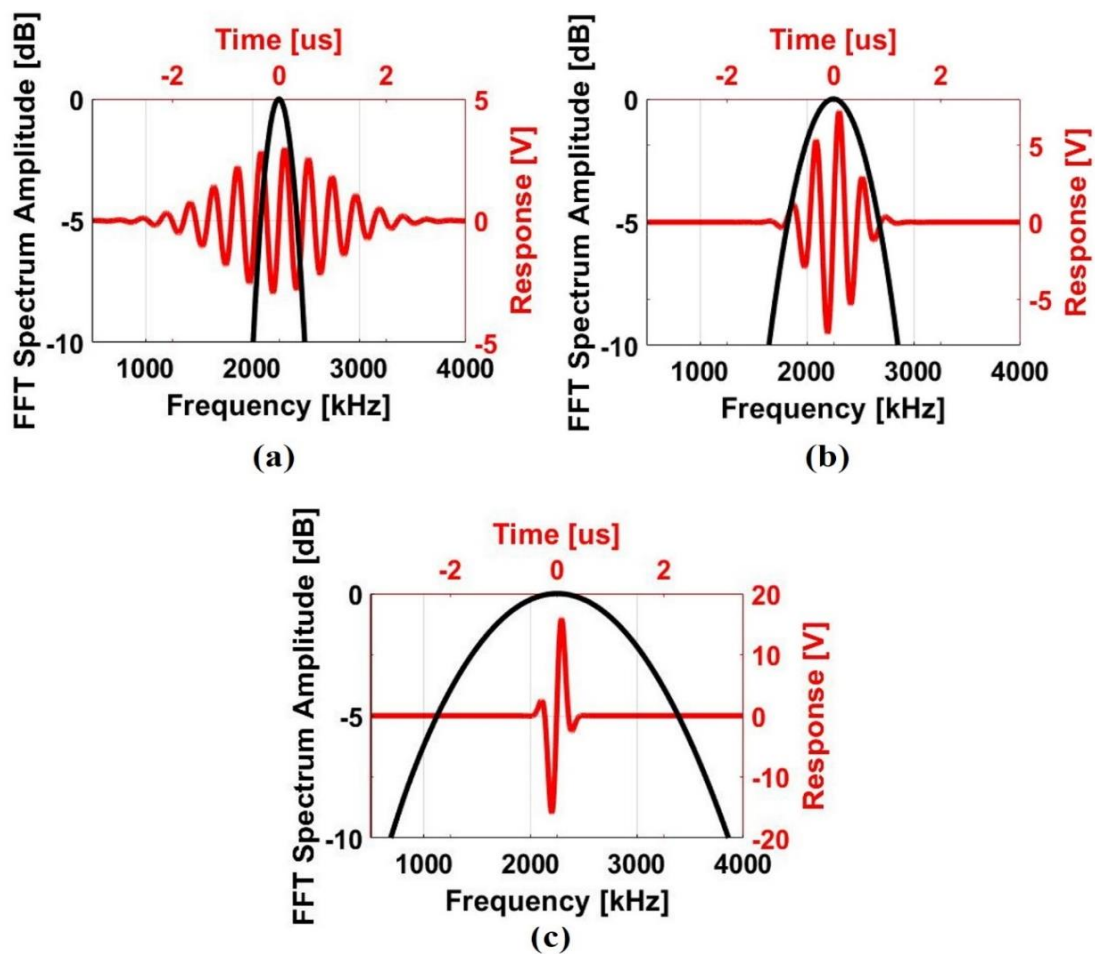 Time [us]
-2 0 2
FFT Spectrum Amplitude [dB]
0
-5
-10
5
0
-5
Response [V]
1000 2000 3000 4000
Frequency [kHz]
(a)
Time [us]
-2 0 2
FFT Spectrum Amplitude [dB]
0
-5
-10
5
0
-5
Response [V]
1000 2000 3000 4000
Frequency [kHz]
(b)
Time [us]
-2 0 2
FFT Spectrum Amplitude [dB]
0
-5
-10
20
10
0
-10
-20
Response [V]
1000 2000 3000 4000
Frequency [kHz]
(c)